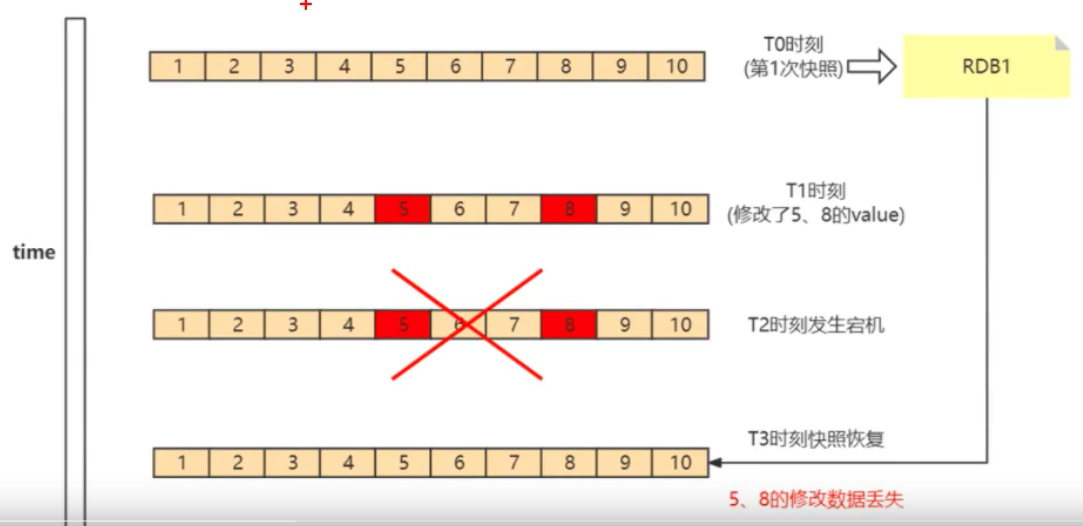 T0时刻
(第1次快照)
1 2 3 4 5 6 7 8 9 10
RDB1
T1时刻
(修改了5、8的value)
1 2 3 4 5 6 7 8 9 10
time
1 2 3 4 5 6 7 8 9 10
T2时刻发生宕机
T3时刻快照恢复
1 2 3 4 5 6 7 8 9 10
5、8的修改数据丢失